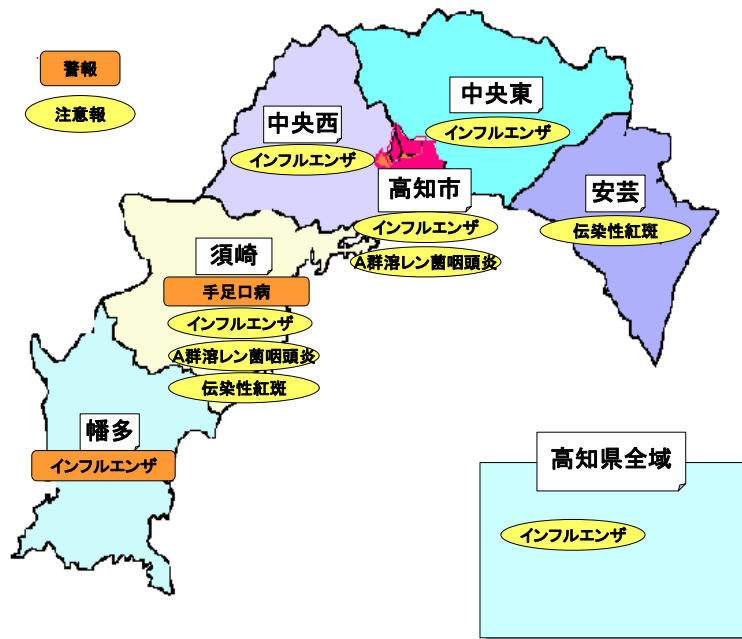 警報
注意報
中央東
インフルエンザ
中央西
インフルエンザ
高知市
インフルエンザ
A群溶レン菌咽頭炎
安芸
伝染性紅斑
須崎
手足口病
インフルエンザ
A群溶レン菌咽頭炎
伝染性紅斑
幡多
インフルエンザ
高知県全域
インフルエンザ